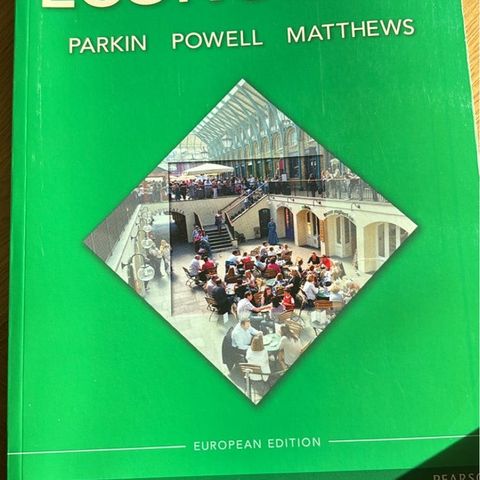 PARKIN POWELL MATTHEWS
EUROPEAN EDITION